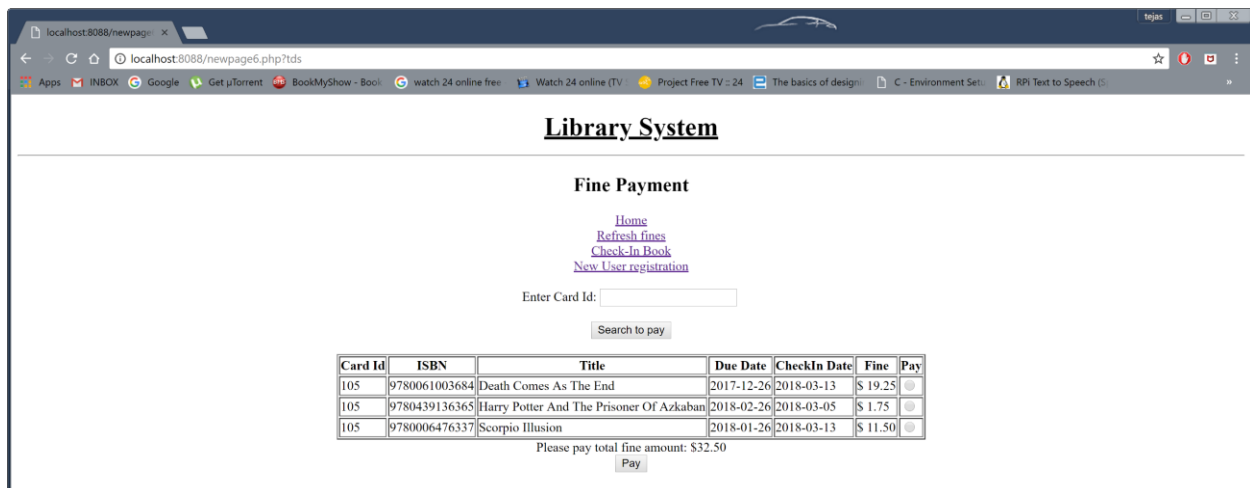 tejas
localhost:8088/newpage
localhost:8088/newpage6.php?tds
Apps INBOX Google Get µTorrent BookMyShow - Book watch 24 online free Watch 24 online (TV Project Free TV :: 24 The basics of design C - Environment Setu RPi Text to Speech (S »
Library System
Fine Payment
Home
Refresh fines
Check-In Book
New User registration
Enter Card Id:
Search to pay
Card Id ISBN Title Due Date CheckIn Date Fine Pay
105 9780061003684 Death Comes As The End 2017-12-26 2018-03-13 $ 19.25
105 9780439136365 Harry Potter And The Prisoner Of Azkaban 2018-02-26 2018-03-05 $ 1.75
105 9780006476337 Scorpio Illusion 2018-01-26 2018-03-13 $ 11.50
Please pay total fine amount: $32.50
Pay